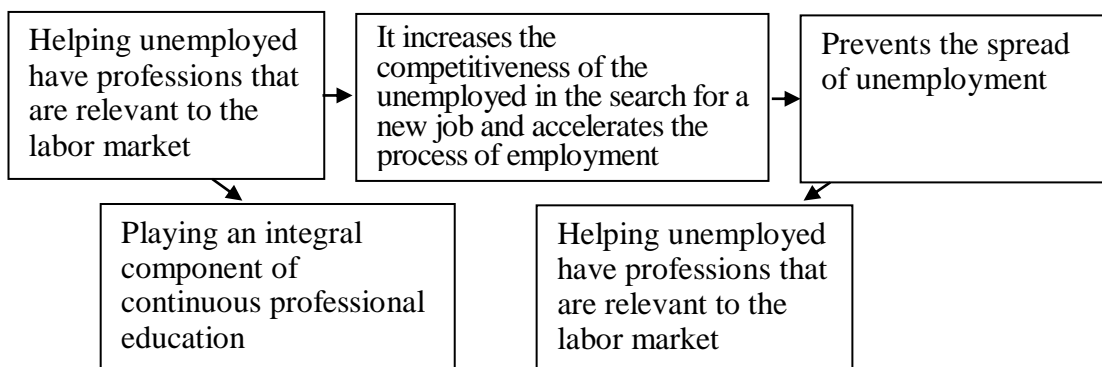 Helping unemployed
have professions that
are relevant to the
labor market
It increases the
competitiveness of the
unemployed in the search for a
new job and accelerates the
process of employment
Prevents the spread
of unemployment
Playing an integral
component of
continuous professional
education
Helping unemployed
have professions that
are relevant to the
labor market